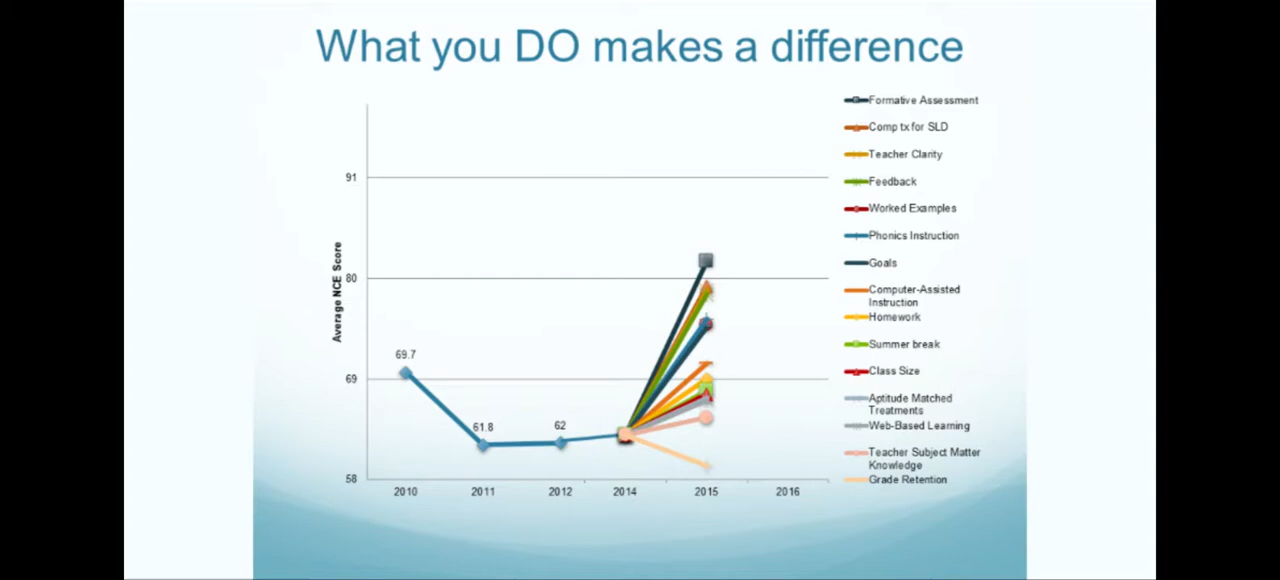 What you DO makes a difference
Average NCE Score
91
80
69
58
69.7
61.8
62
2010
2011
2012
2014
2015
2016
Formative Assessment
Comp tx for SLD
Teacher Clarity
Feedback
Worked Examples
Phonics Instruction
Goals
Computer-Assisted
Instruction
Homework
Summer break
Class Size
Aptitude Matched
Treatments
Web-Based Learning
Teacher Subject Matter
Knowledge
Grade Retention